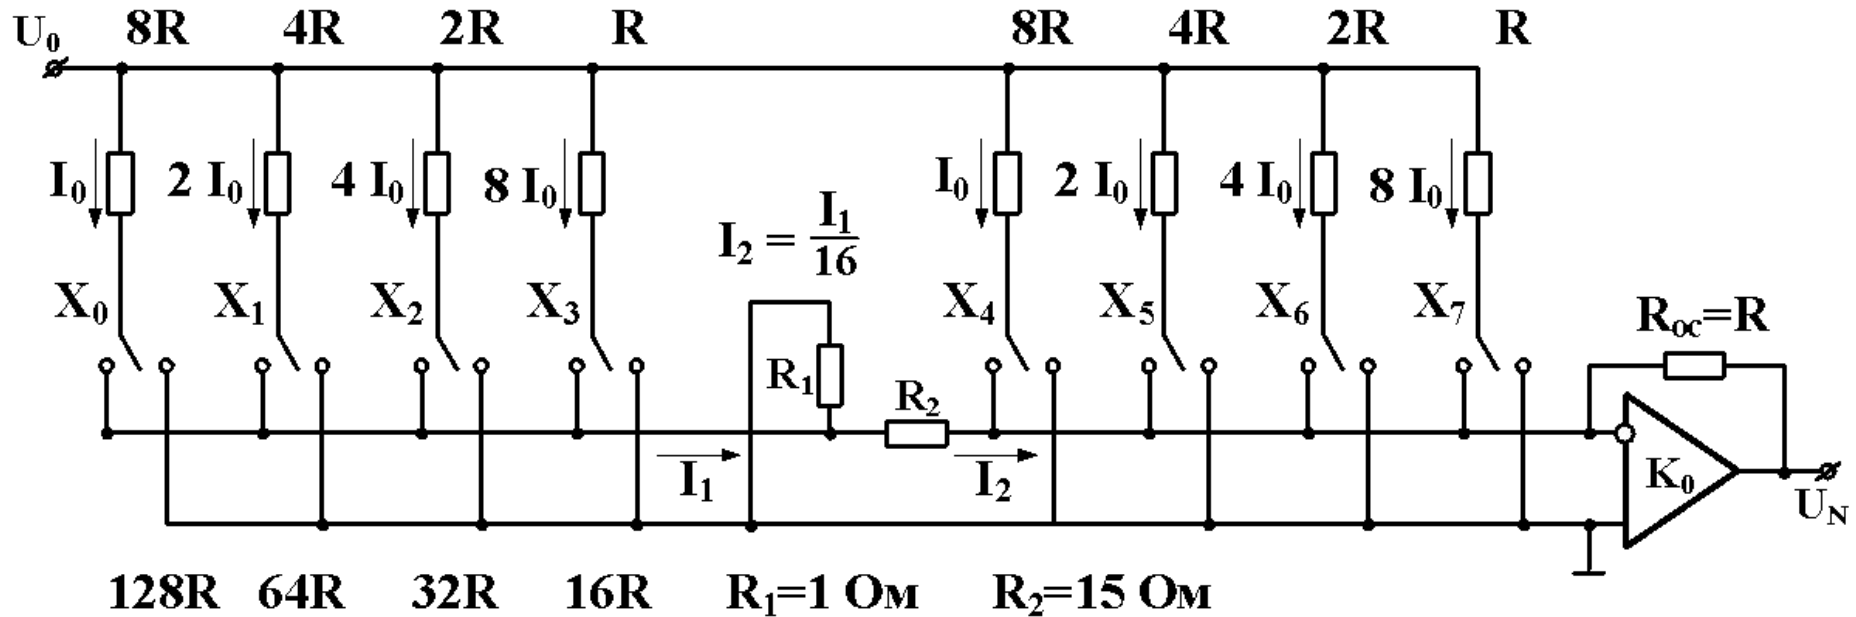 U₀ 8R 4R 2R R 8R 4R 2R R
I₀ 2 I₀ 4 I₀ 8 I₀ I₀ 2 I₀ 4 I₀ 8 I₀
I₂ = I₁/16
X₀ X₁ X₂ X₃ X₄ X₅ X₆ X₇ Rос=R
R₁ R₂
I₁ I₂ K₀ U_N
128R 64R 32R 16R R₁=1 Ом R₂=15 Ом